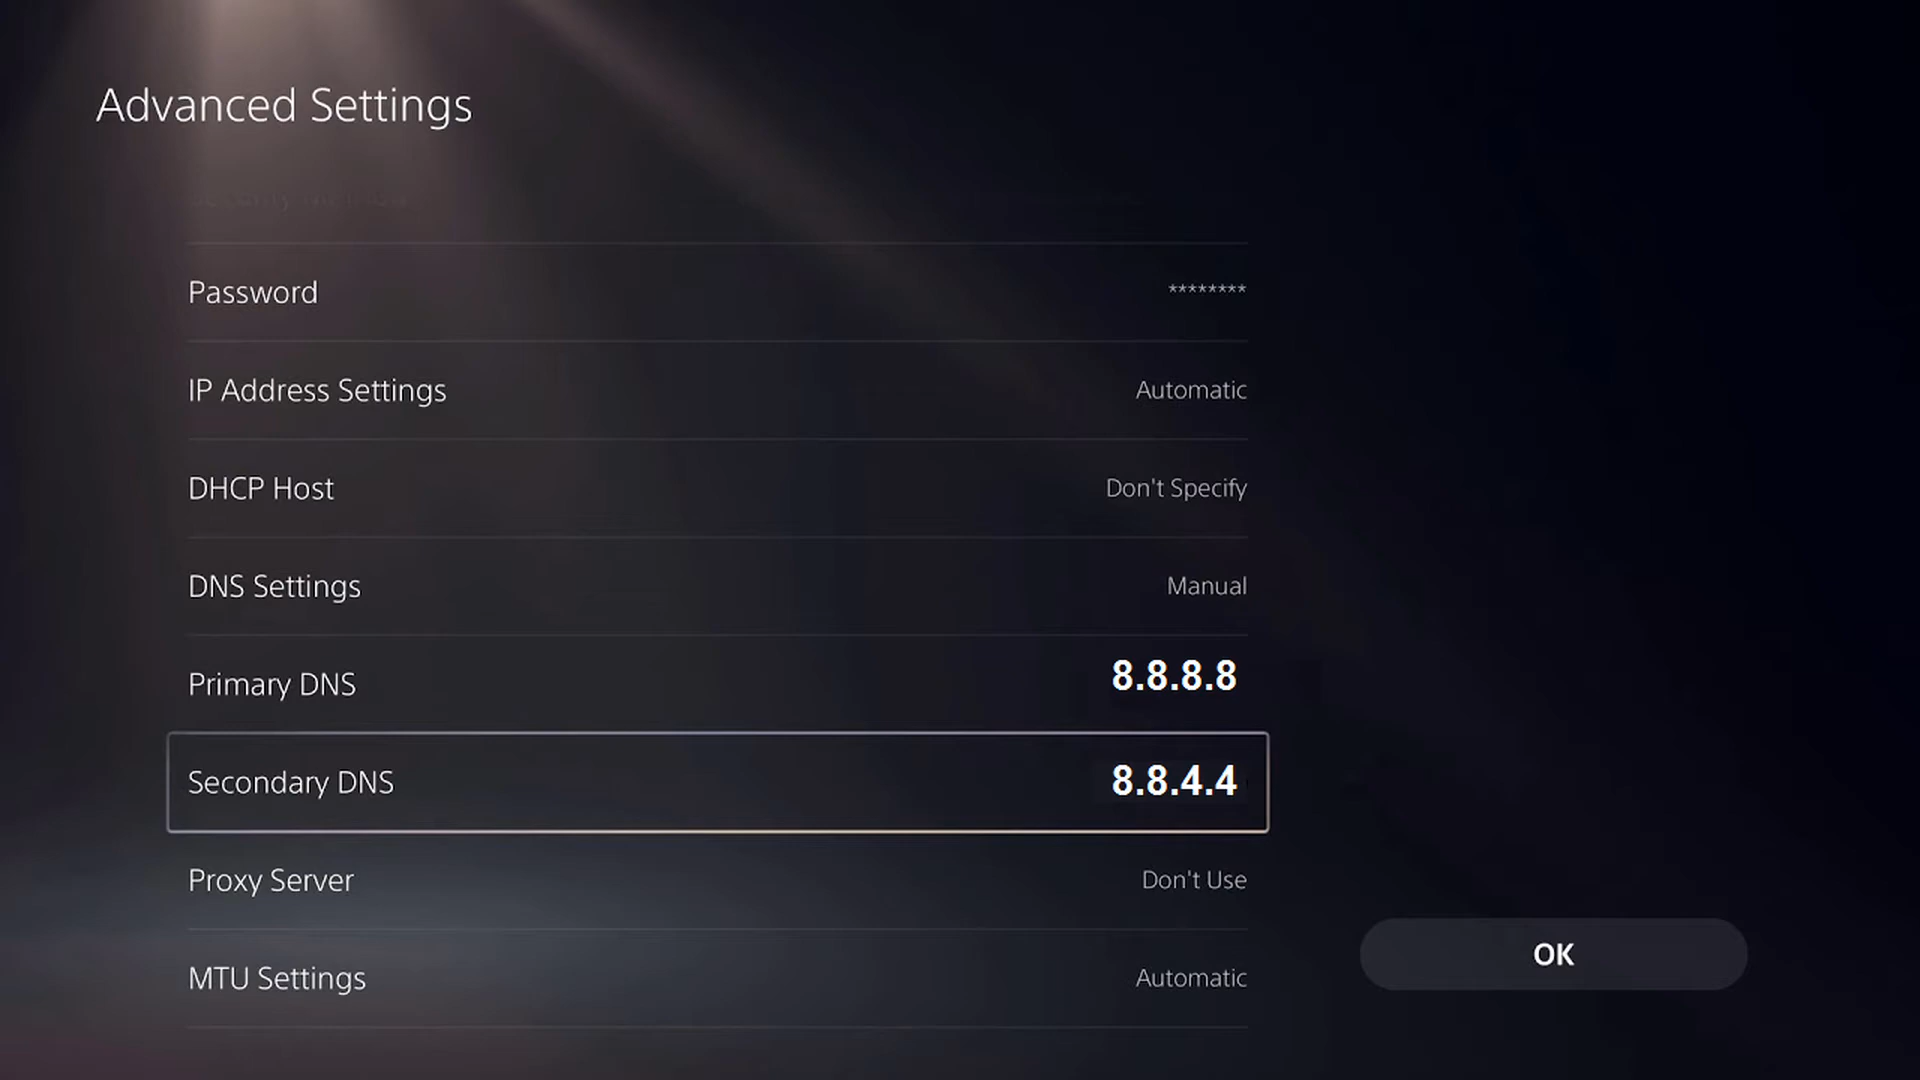 Advanced Settings
Password ********
IP Address Settings Automatic
DHCP Host Don't Specify
DNS Settings Manual
Primary DNS 8.8.8.8
Secondary DNS 8.8.4.4
Proxy Server Don't Use
MTU Settings Automatic
OK